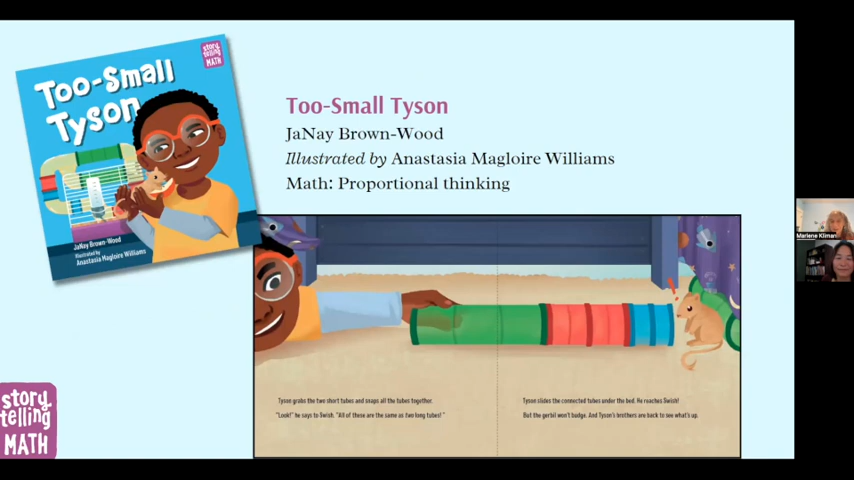 story
telling
MATH
Too-Small
Tyson
JaNay Brown-Wood
Illustrated by
Anastasia Magloire Williams
Too-Small Tyson
JaNay Brown-Wood
Illustrated by Anastasia Magloire Williams
Math: Proportional thinking
Tyson grabs the two short tubes and snaps all the tubes together.
"Look!" he says to Swish. "All of these are the same as two long tubes!"
Tyson slides the connected tubes under the bed. He reaches Swish!
But the gerbil won't budge. And Tyson's brothers are back to see what's up.
story
telling
MATH
Marlene Kliman